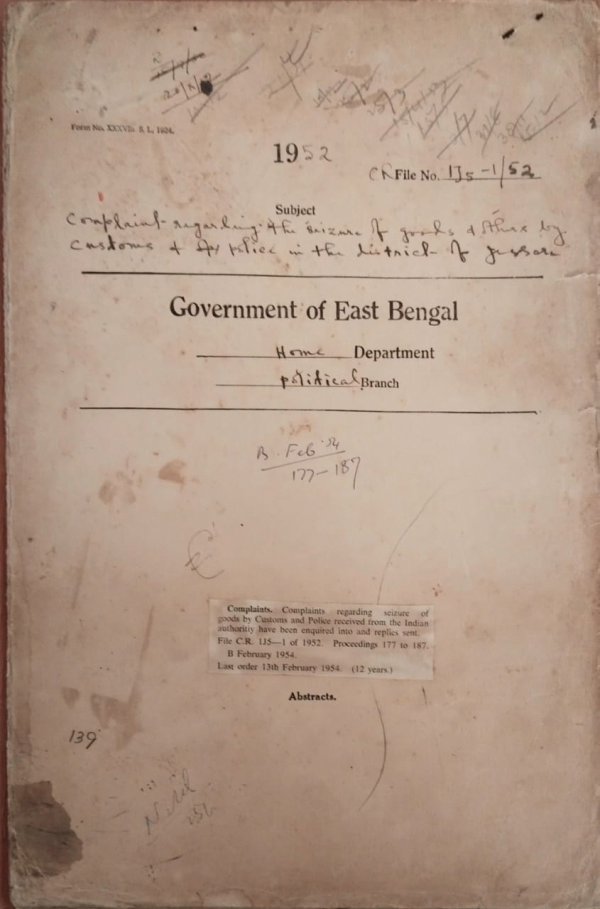 Form No. XXXVII. S. L., 1924.
1952
CR File No. 1J5-1/52
Subject
Complaint regarding the seizure of goods & others by
Customs & by police in the district of Jessore
Government of East Bengal
Home Department
Political Branch
B. Feb '54
177-187
Complaints. Complaints regarding seizure of
goods by Customs and Police received from the Indian
authoritiy have been enquired into and replies sent.
File C.R. 1J5—1 of 1952. Proceedings 177 to 187.
B February 1954.
Last order 13th February 1954. (12 years.)
Abstracts.
139